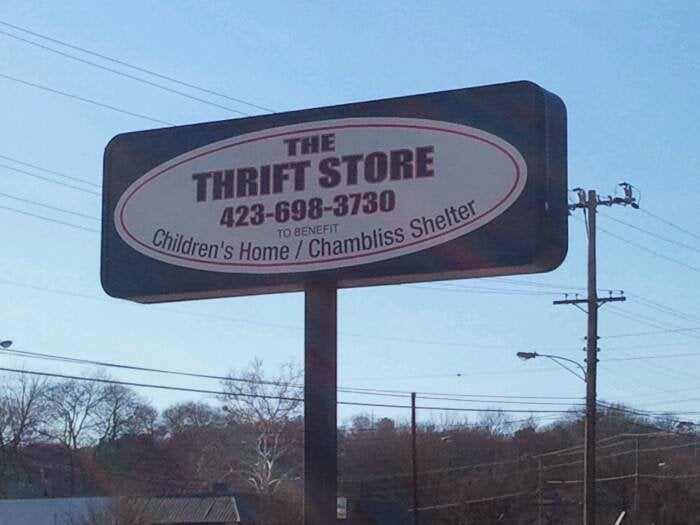 THE
THRIFT STORE
423-698-3730
TO BENEFIT
Children's Home / Chambliss Shelter